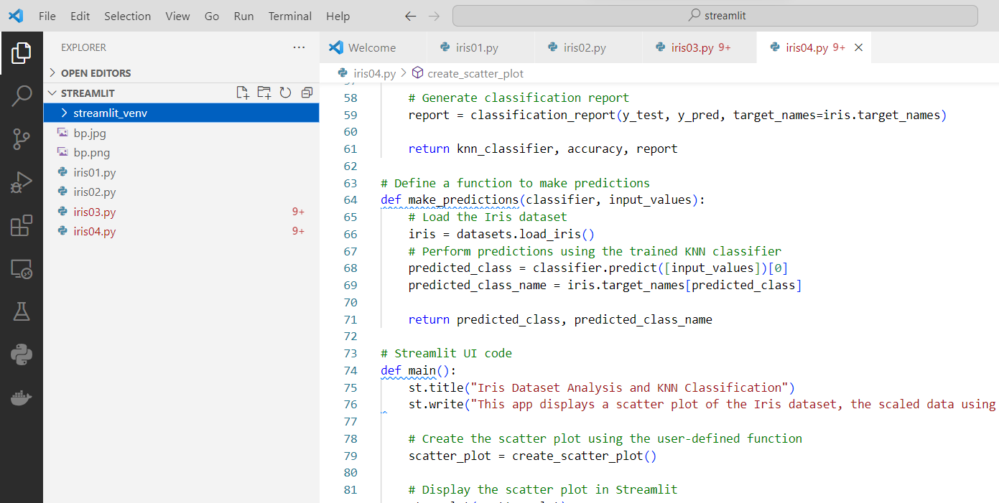 File Edit Selection View Go Run Terminal Help streamlit
EXPLORER
OPEN EDITORS
STREAMLIT
streamlit_venv
bp.jpg
bp.png
iris01.py
iris02.py
iris03.py 9+
iris04.py 9+
Welcome iris01.py iris02.py iris03.py 9+ iris04.py 9+
iris04.py > create_scatter_plot
58 # Generate classification report
59 report = classification_report(y_test, y_pred, target_names=iris.target_names)
60
61 return knn_classifier, accuracy, report
62
63 # Define a function to make predictions
64 def make_predictions(classifier, input_values):
65 # Load the Iris dataset
66 iris = datasets.load_iris()
67 # Perform predictions using the trained KNN classifier
68 predicted_class = classifier.predict([input_values])[0]
69 predicted_class_name = iris.target_names[predicted_class]
70
71 return predicted_class, predicted_class_name
72
73 # Streamlit UI code
74 def main():
75 st.title("Iris Dataset Analysis and KNN Classification")
76 st.write("This app displays a scatter plot of the Iris dataset, the scaled data using
77
78 # Create the scatter plot using the user-defined function
79 scatter_plot = create_scatter_plot()
80
81 # Display the scatter plot in Streamlit